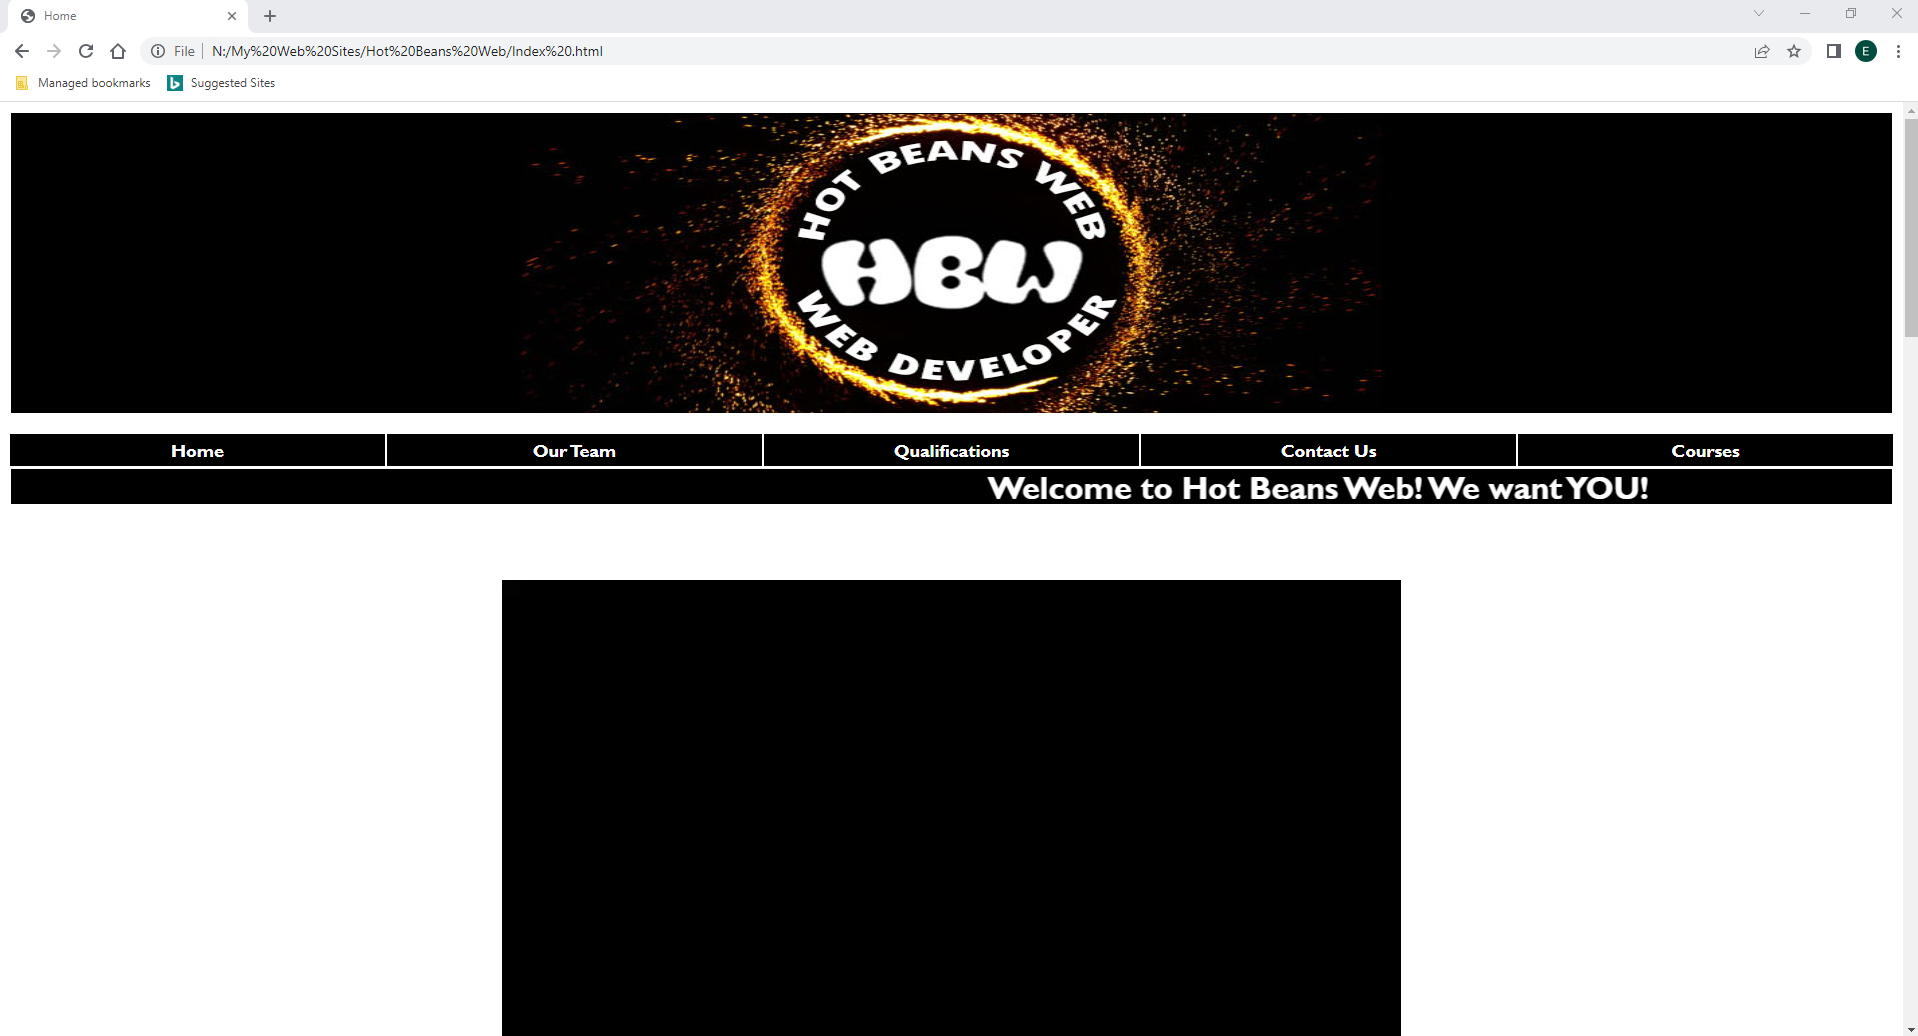 Home
File N:/My%20Web%20Sites/Hot%20Beans%20Web/Index%20.html
E
Managed bookmarks Suggested Sites
HOT BEANS WEB
HBW
WEB DEVELOPER
Home Our Team Qualifications Contact Us Courses
Welcome to Hot Beans Web! We want YOU!